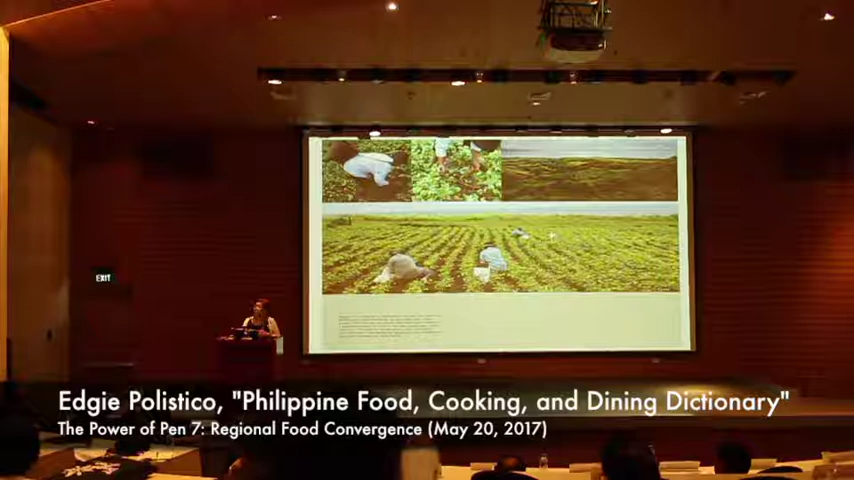 EXIT
Edgie Polistico, "Philippine Food, Cooking, and Dining Dictionary"
The Power of Pen 7: Regional Food Convergence (May 20, 2017)